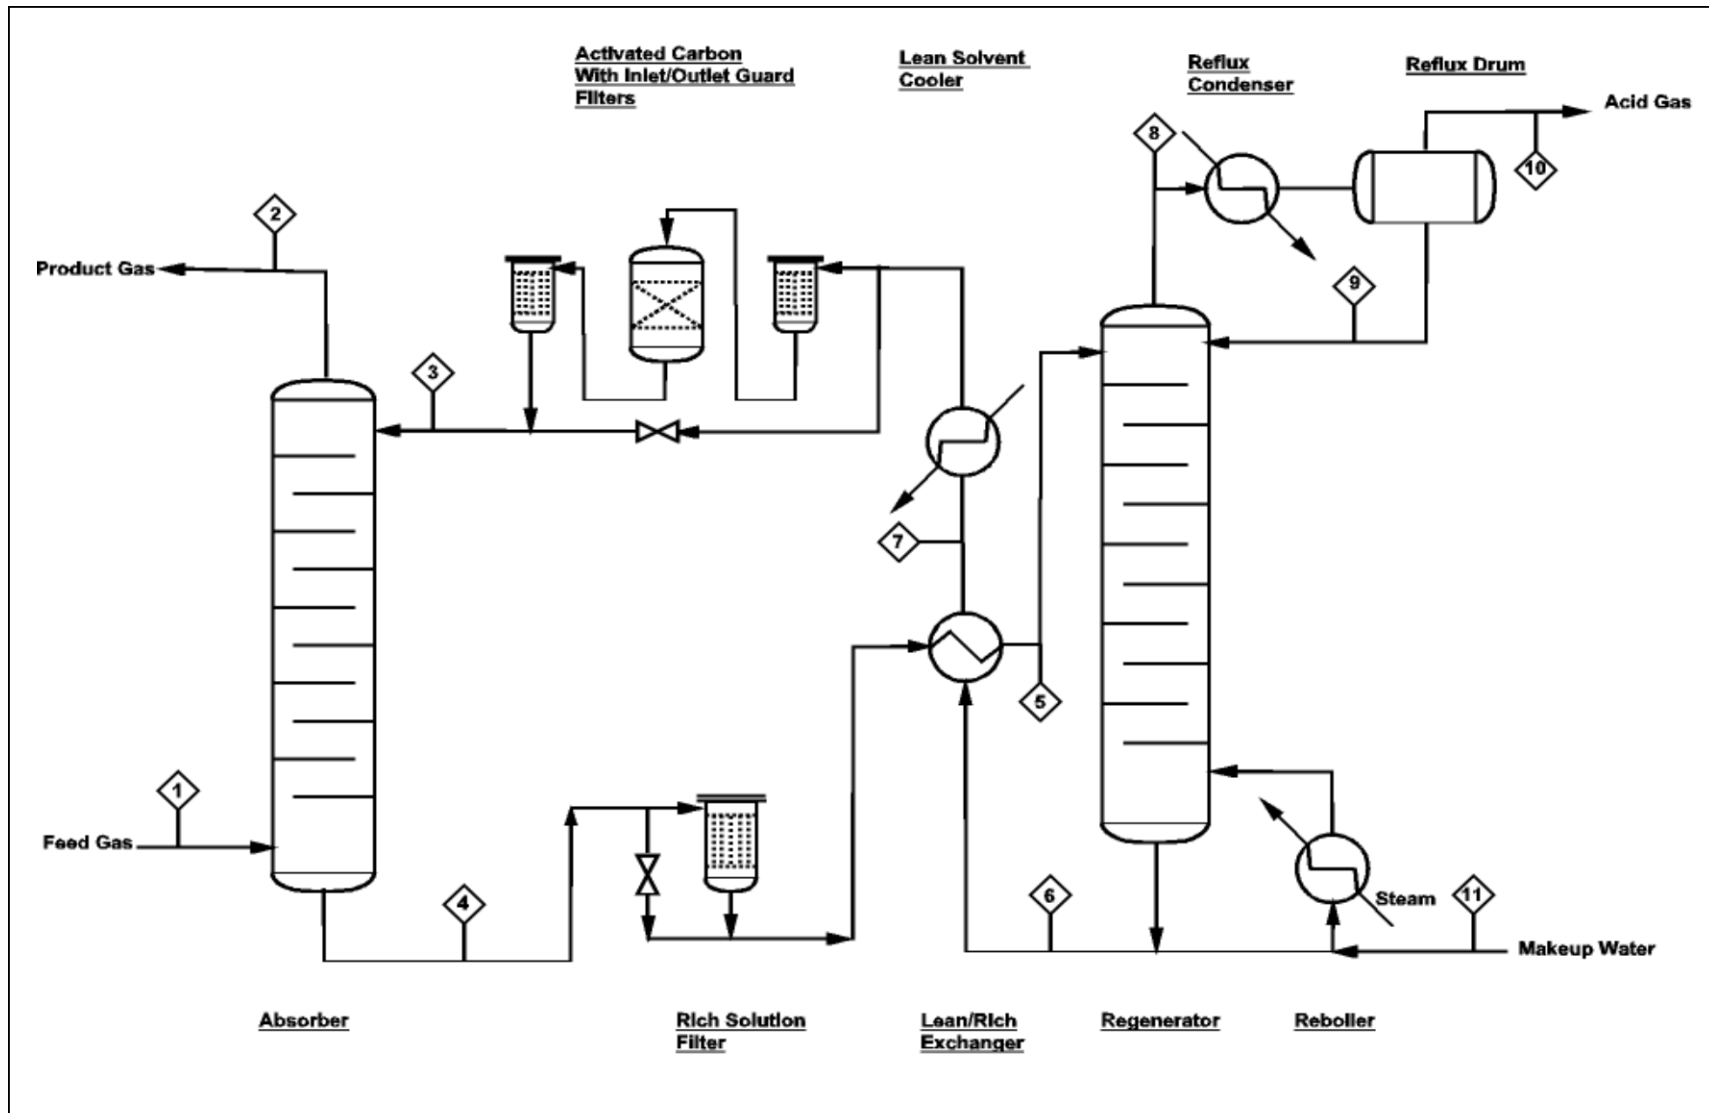 Activated Carbon
With Inlet/Outlet Guard
Filters
Lean Solvent
Cooler
Reflux
Condenser
Reflux Drum
Acid Gas
8
10
2
Product Gas
9
3
7
5
1
Feed Gas
4
6
Steam
11
Makeup Water
Absorber
Rich Solution
Filter
Lean/Rich
Exchanger
Regenerator
Reboiler